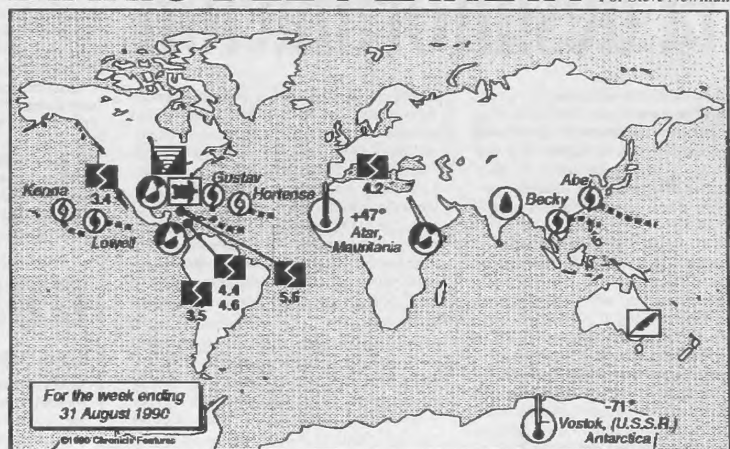 Kenna
3.4
Lowell
Gustav
Hortense
4.2
+47°
Atar,
Mauritania
Abe
Becky
4.4
4.6
3.5
5.6
For the week ending
31 August 1990
©1990 Chronicle Features
-71°
Vostok, (U.S.S.R.)
Antarctica